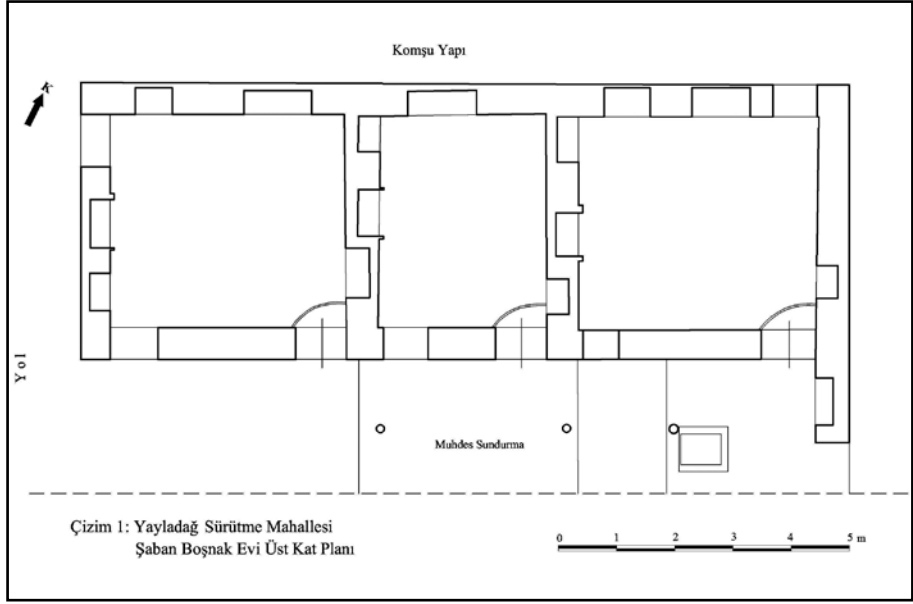 Komşu Yapı
K
Yol
Muhdes Sundurma
Çizim 1: Yayladağ Sürütme Mahallesi
Şaban Boşnak Evi Üst Kat Planı
0 1 2 3 4 5 m